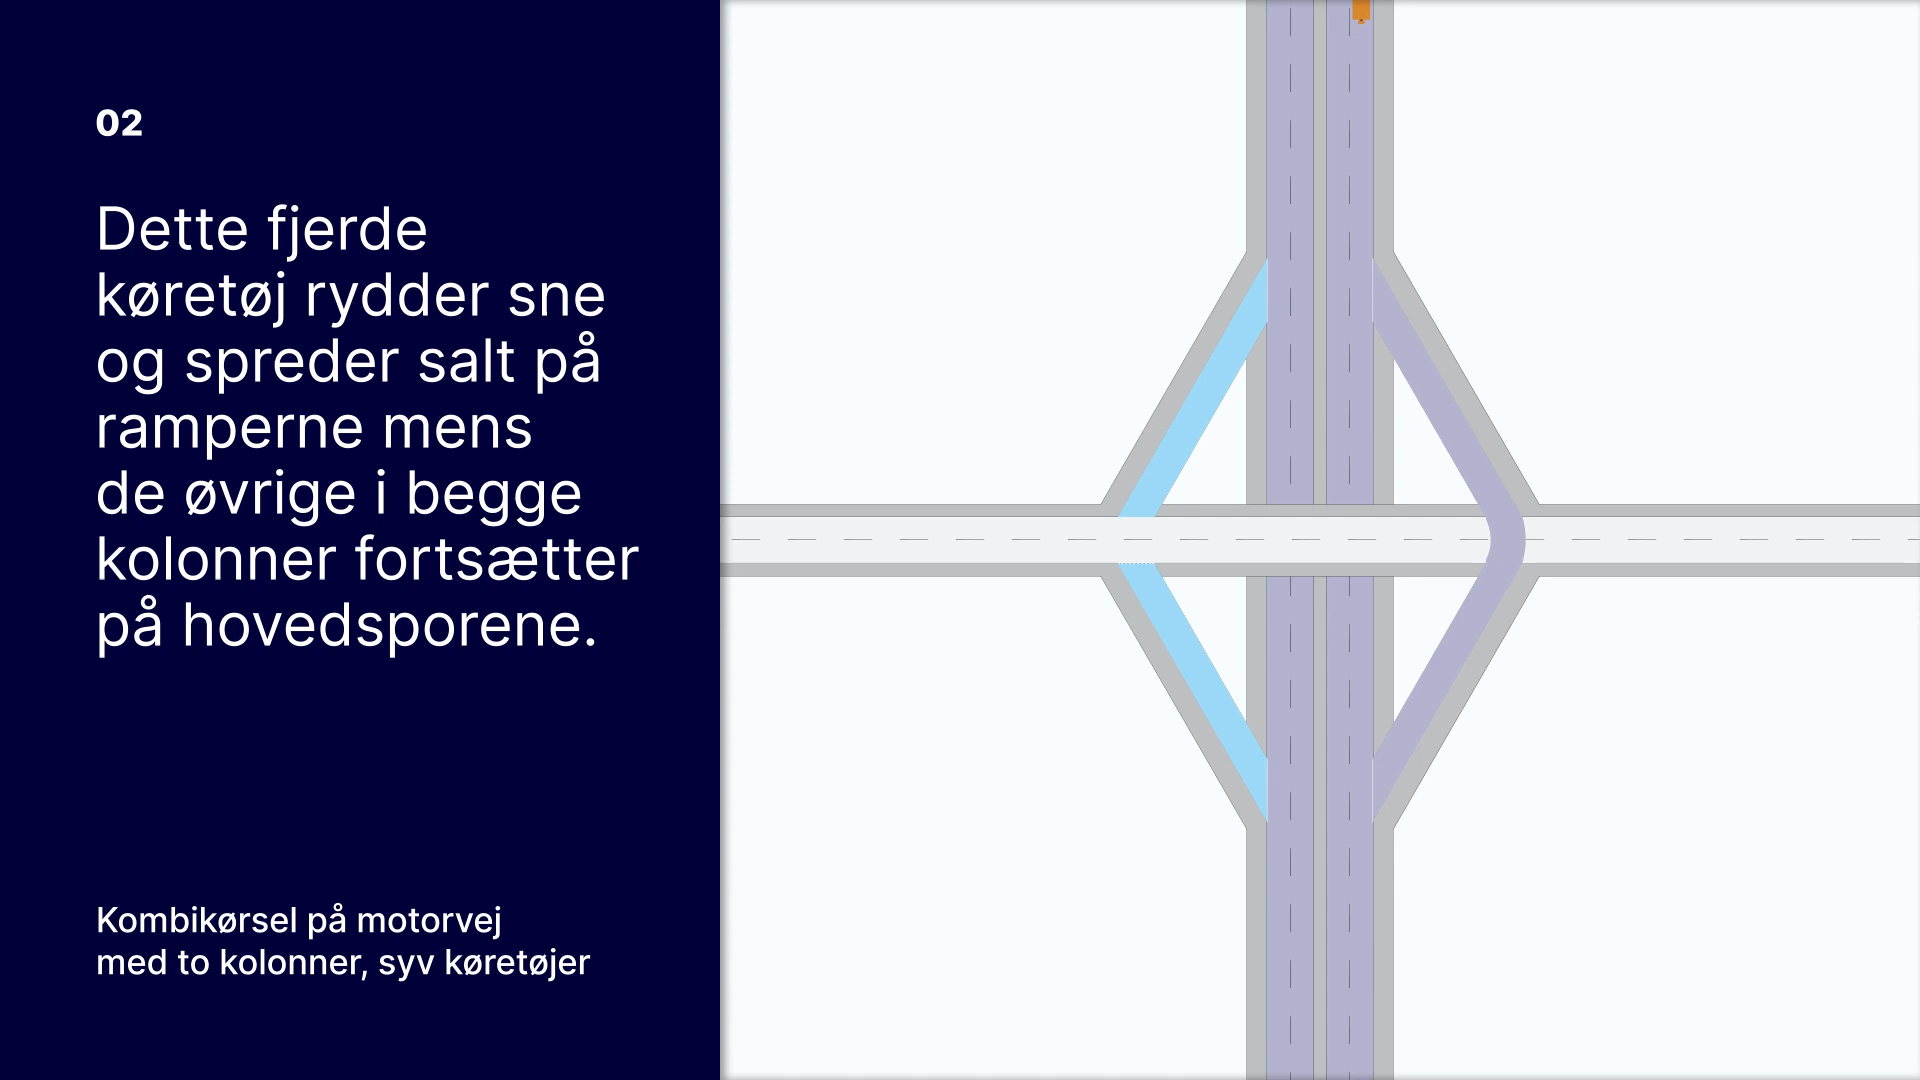 02
Dette fjerde
køretøj rydder sne
og spreder salt på
ramperne mens
de øvrige i begge
kolonner fortsætter
på hovedsporene.
Kombikørsel på motorvej
med to kolonner, syv køretøjer